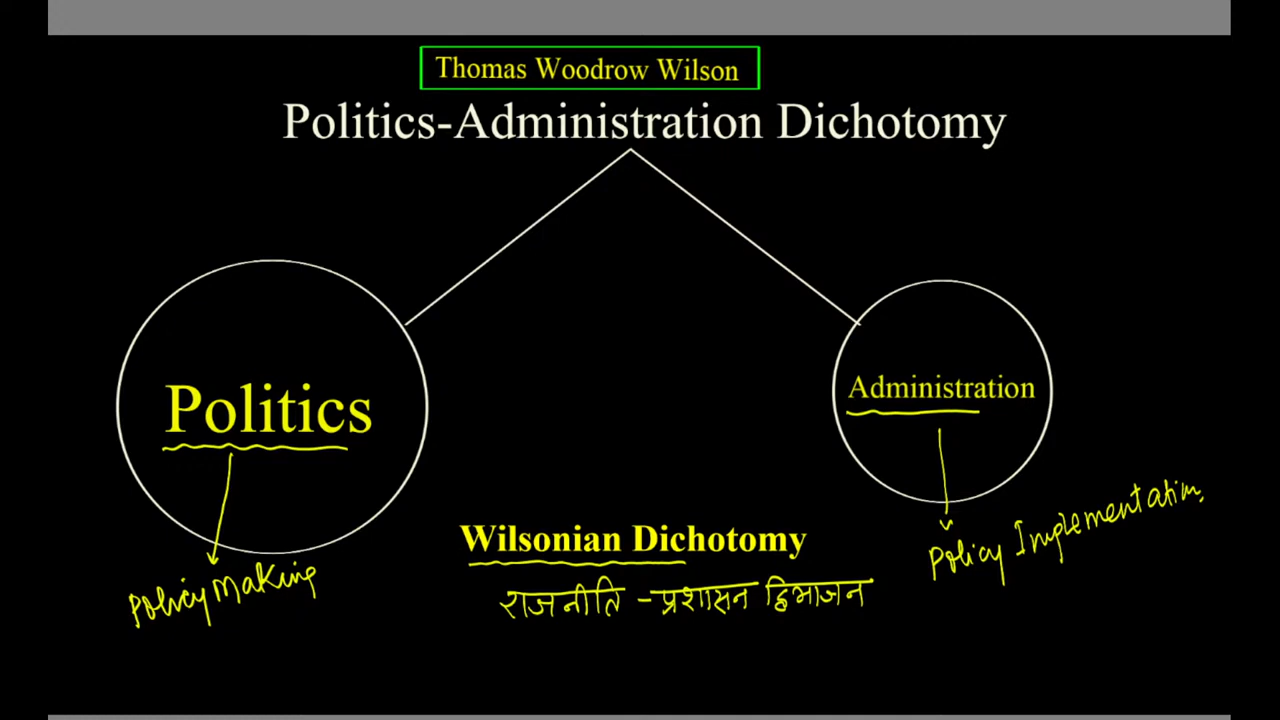 Thomas Woodrow Wilson
Politics-Administration Dichotomy
Politics
Administration
Policy Making
Policy Implementation
Wilsonian Dichotomy
राजनीति - प्रशासन द्विभाजन